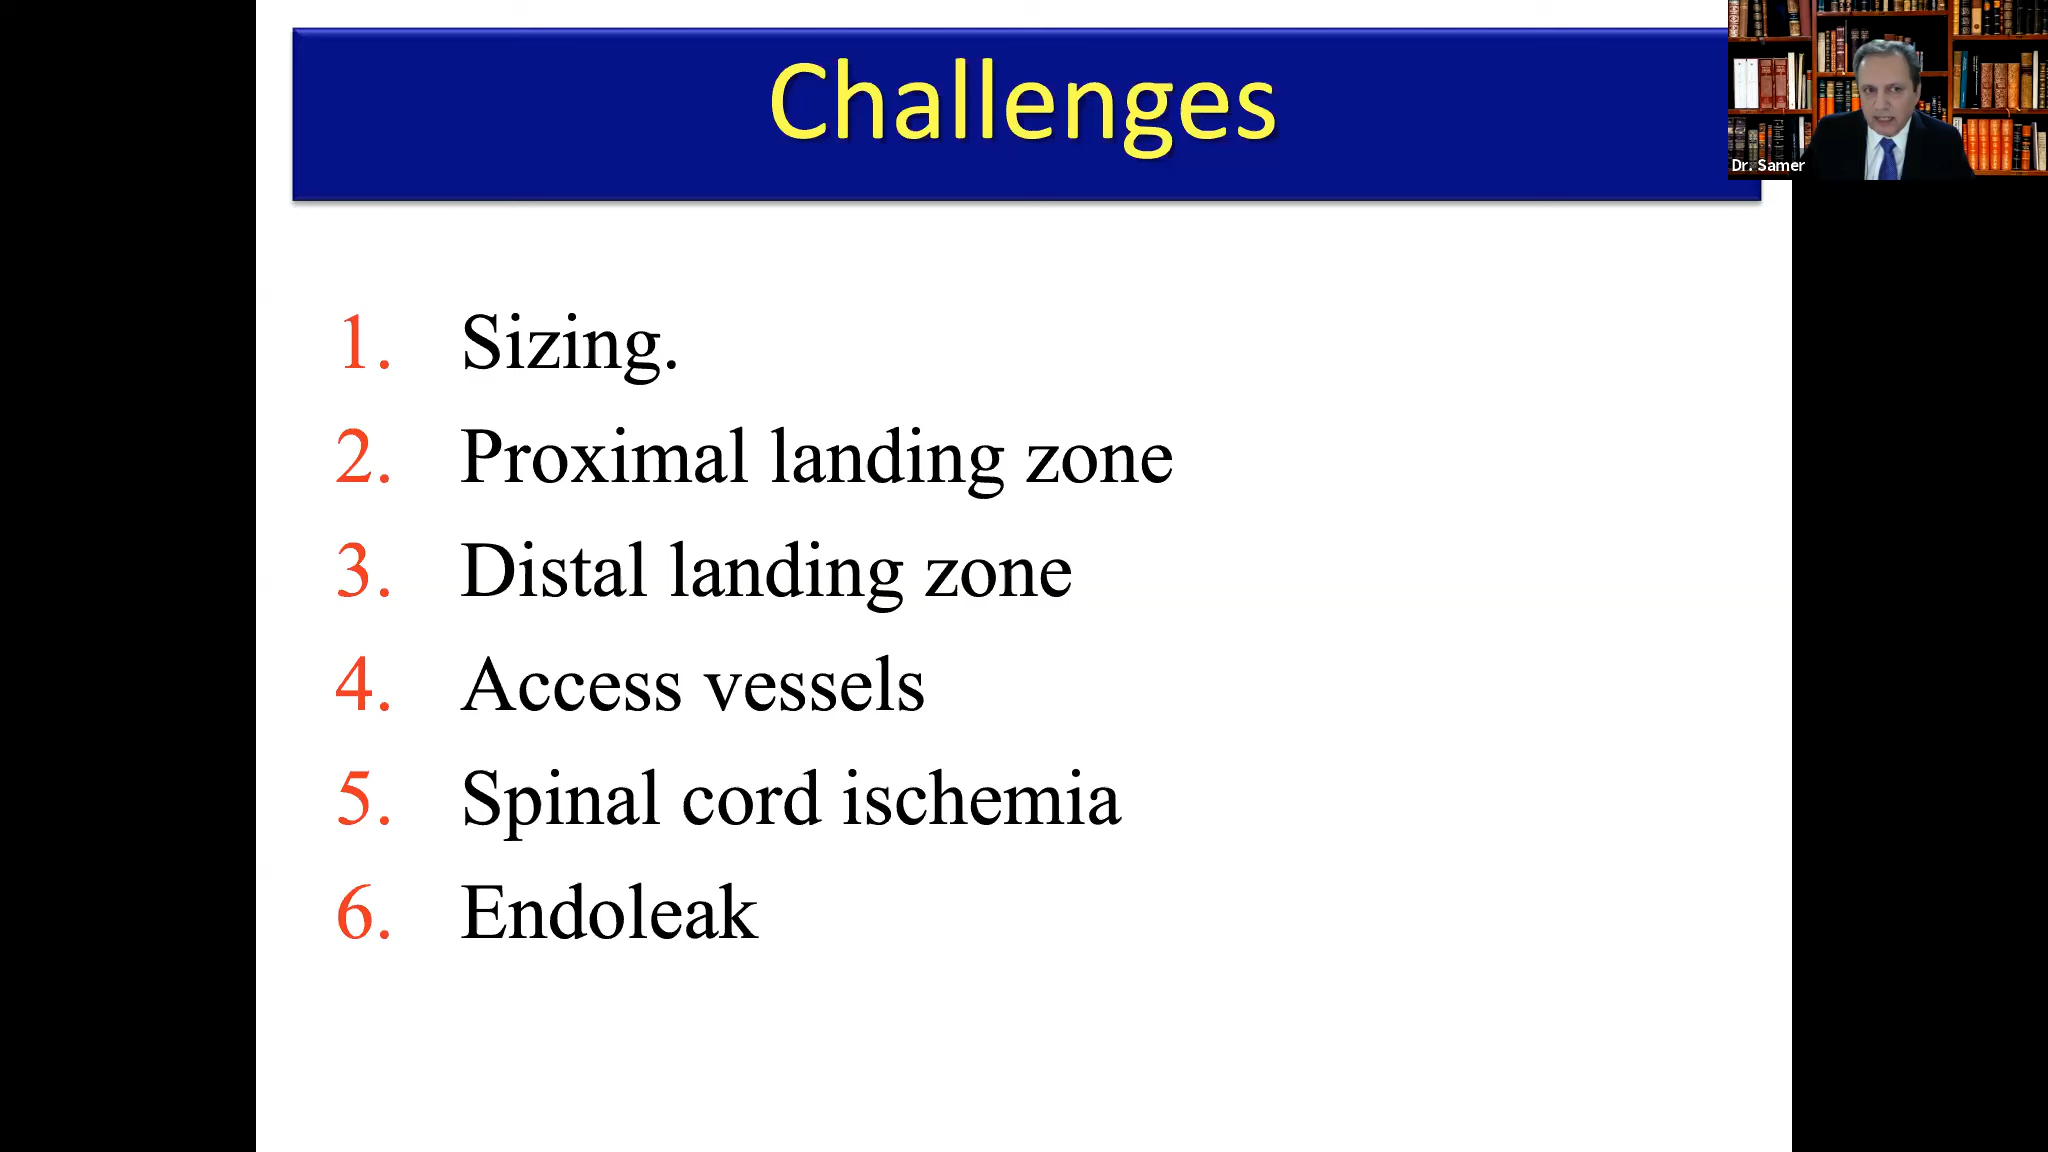 Challenges
Dr. Samer
1. Sizing.
2. Proximal landing zone
3. Distal landing zone
4. Access vessels
5. Spinal cord ischemia
6. Endoleak